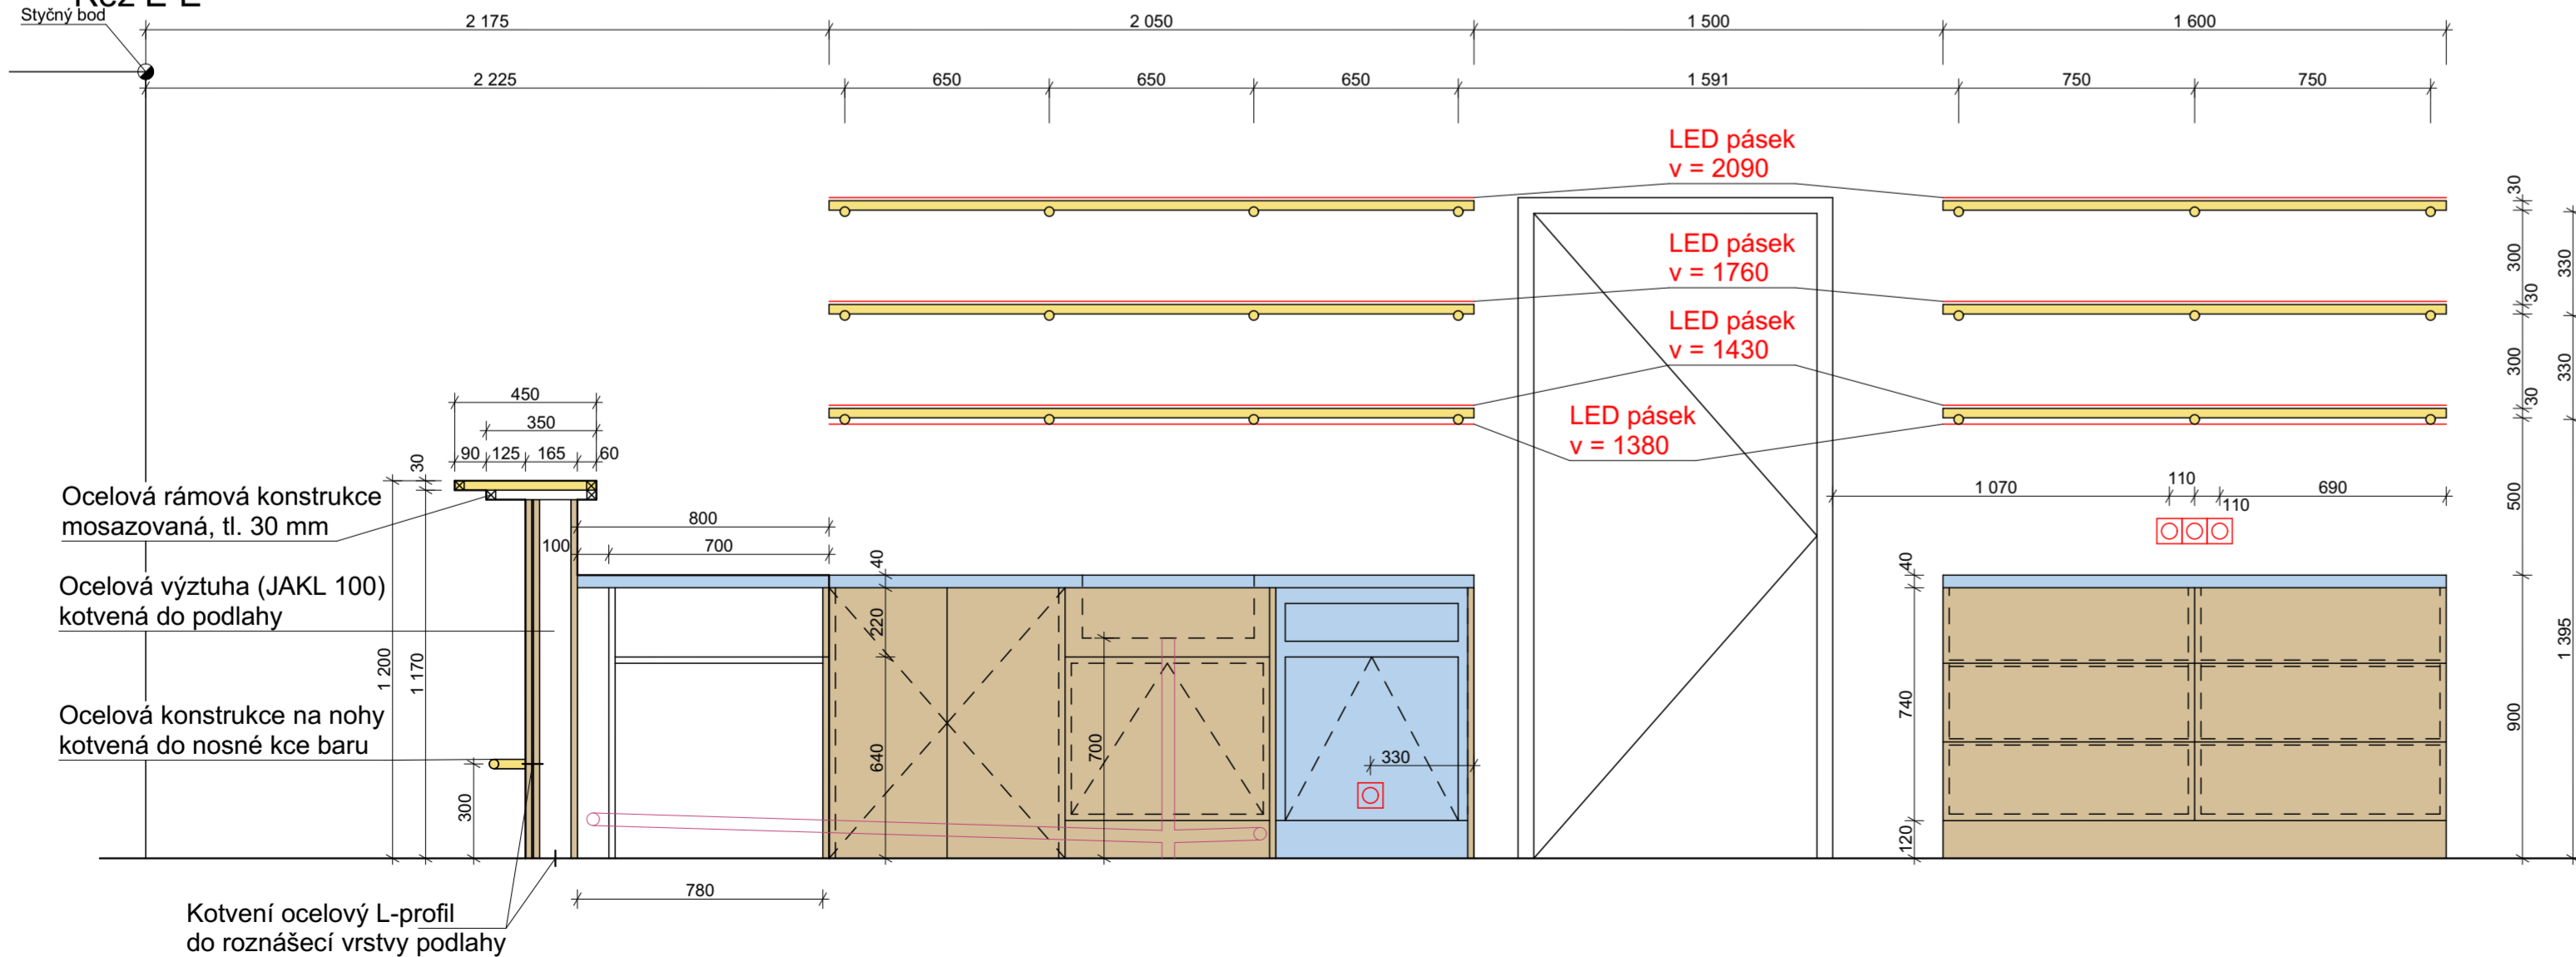 Řez E-E
Styčný bod
2 175
2 050
1 500
1 600
2 225
650
650
650
1 591
750
750
LED pásek
v = 2090
LED pásek
v = 1760
LED pásek
v = 1430
LED pásek
v = 1380
30
300
330
30
300
330
30
500
1 395
900
450
350
90
125
165
60
30
Ocelová rámová konstrukce
mosazovaná, tl. 30 mm
Ocelová výztuha (JAKL 100)
kotvená do podlahy
1 200
1 170
Ocelová konstrukce na nohy
kotvená do nosné kce baru
300
800
100
700
40
220
640
700
330
780
1 070
110
110
690
40
740
120
Kotvení ocelový L-profil
do roznášecí vrstvy podlahy